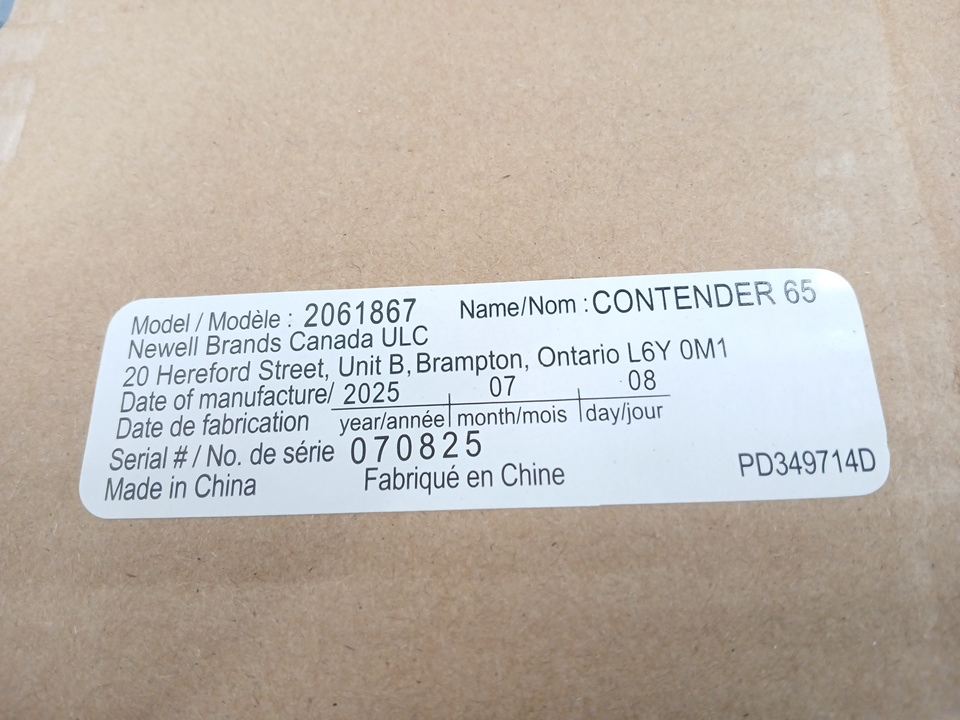 Model / Modèle : 2061867 Name/Nom : CONTENDER 65
Newell Brands Canada ULC
20 Hereford Street, Unit B, Brampton, Ontario L6Y 0M1
Date of manufacture/ 2025 07 08
Date de fabrication year/année month/mois day/jour
Serial # / No. de série 070825
Made in China Fabriqué en Chine PD349714D